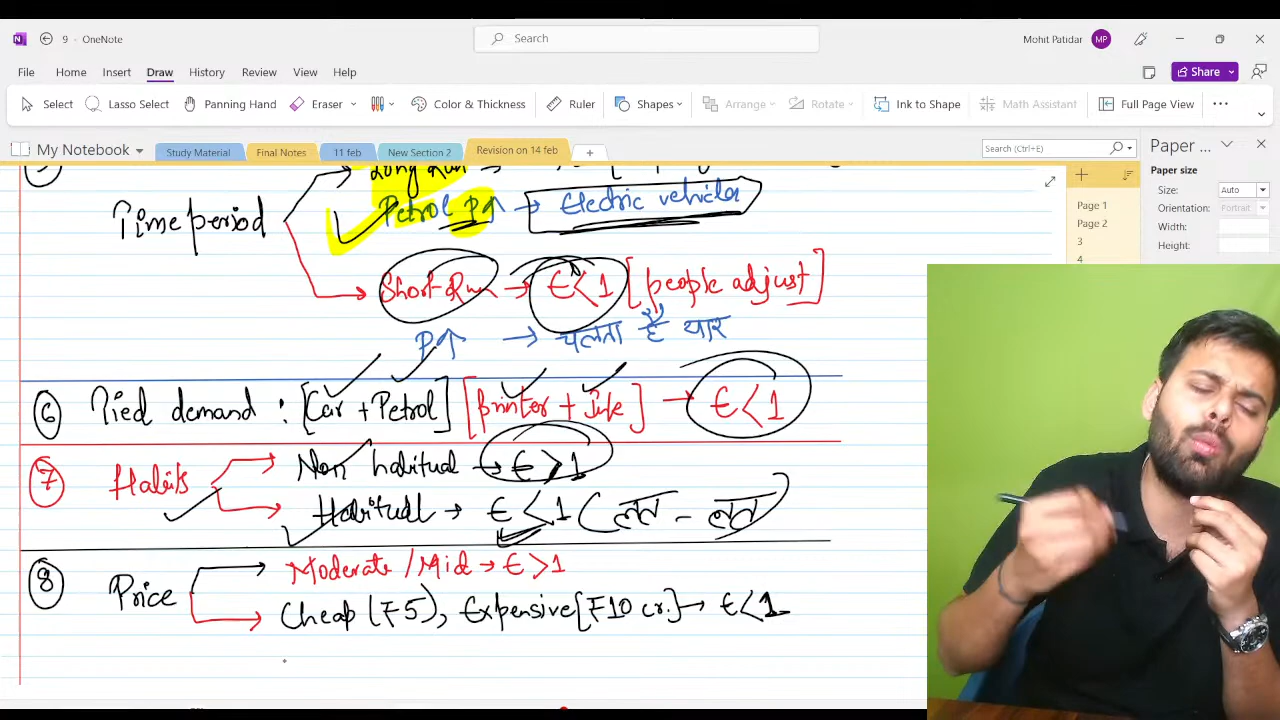 9 - OneNote
Search
Mohit Patidar MP
File Home Insert Draw History Review View Help
Share
Select Lasso Select Panning Hand Eraser Color & Thickness Ruler Shapes Arrange Rotate Ink to Shape Math Assistant Full Page View
My Notebook Study Material Final Notes 11 feb New Section 2 Revision on 14 feb
Search (Ctrl+E)
Paper ...
Paper size
Size: Auto
Orientation: Portrait
Width:
Height:
Page 1
Page 2
3
4
Long Run
Time period
Petrol P↑ → Electric vehicles
Short-Run → E<1 [people adjust]
P↑ → चलता है यार
6 Tied demand : [Car + Petrol] [printer + Ink] → E<1
7 Habits Non habitual → E>1
Habitual → E<1 (लत - लत)
8 Price Moderate / Mid → E>1
Cheap (₹5), Expensive [₹10 cr.] → E<1